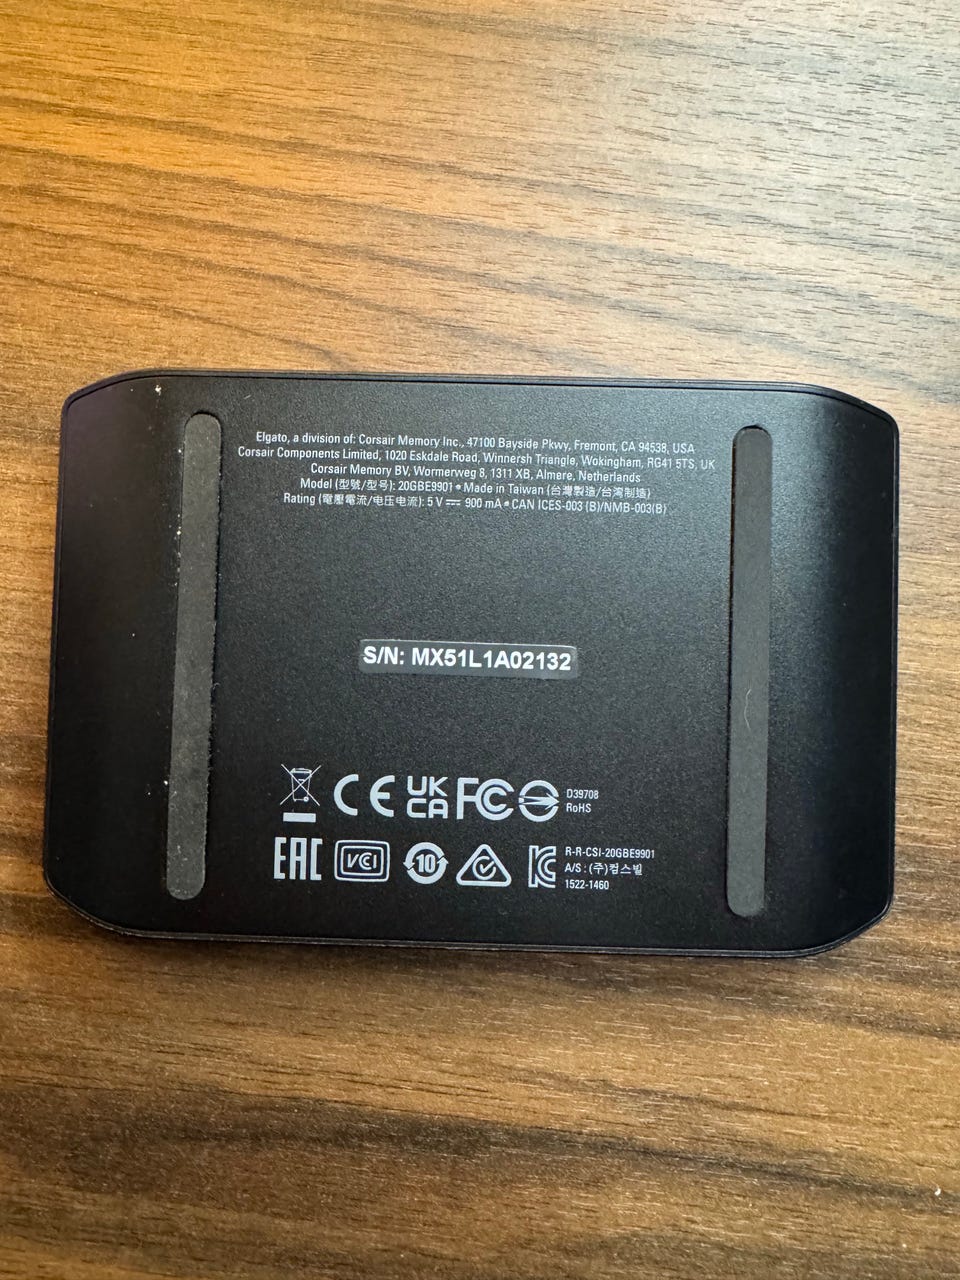 Elgato, a division of: Corsair Memory Inc., 47100 Bayside Pkwy, Fremont, CA 94538, USA
Corsair Components Limited, 1020 Eskdale Road, Winnersh Triangle, Wokingham, RG41 5TS, UK
Corsair Memory BV, Wormerweg 8, 1311 XB, Almere, Netherlands
Model (型號/型号): 20GBE9901 • Made in Taiwan (台灣製造/台湾制造)
Rating (電壓電流/电压电流): 5 V ⎓ 900 mA • CAN ICES-003 (B)/NMB-003(B)
S/N: MX51L1A02132
CE UK CA FC D39708
RoHS
EAC VCI 10 R-R-CSI-20GBE9901
A/S : (주)컴스빌
1522-1460